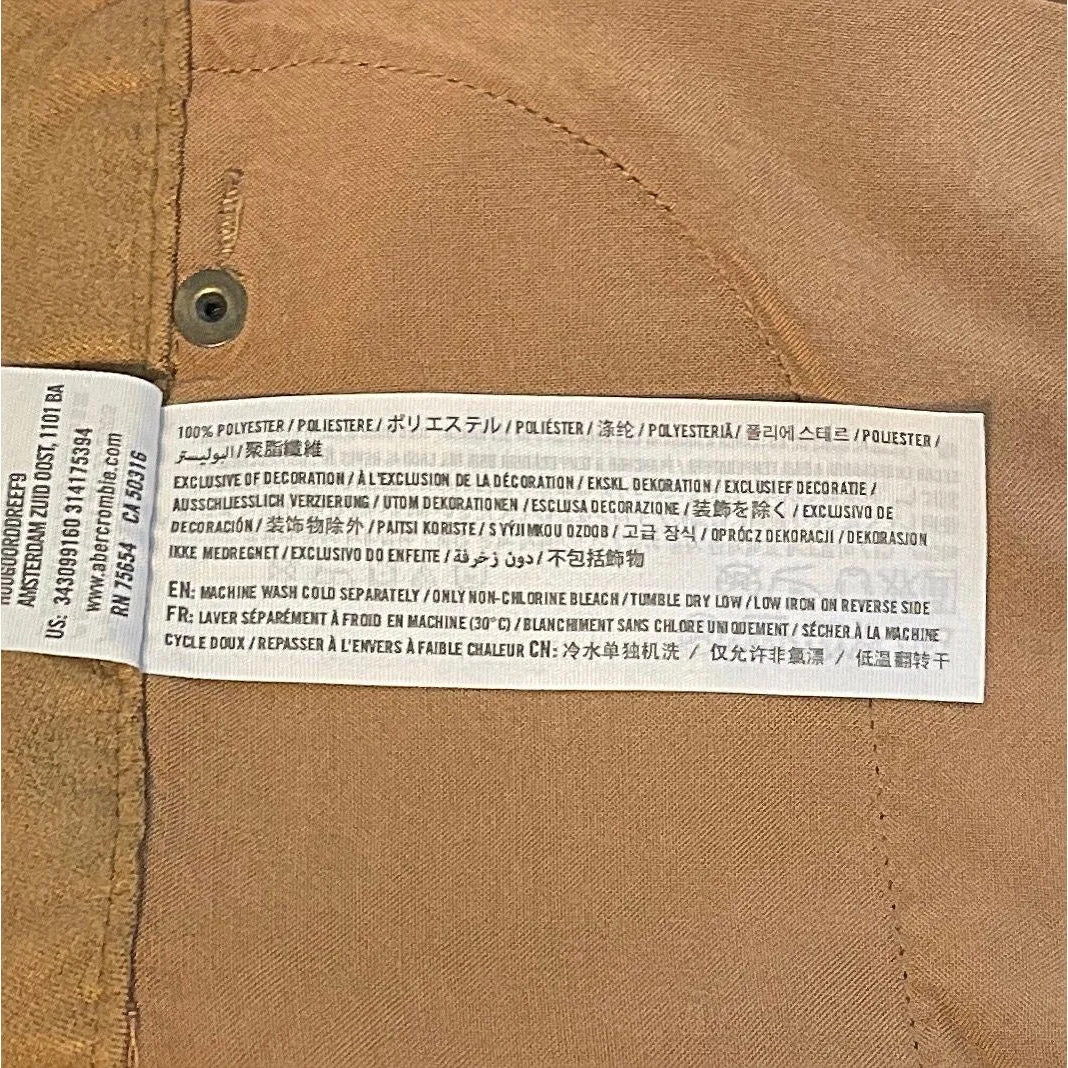 HOOGOORDDREEF9
AMSTERDAM ZUID OOST, 1101 BA
US: 343099160 314175394
www.abercrombie.com
RN 75654 CA 50316
100% POLYESTER / POLIESTERE / ポリエステル / POLIÉSTER / 涤纶 / POLYESTERIÄ / 폴리에스테르 / POLIESTER /
البوليستر / 聚脂纖維
EXCLUSIVE OF DECORATION / À L'EXCLUSION DE LA DÉCORATION / EKSKL. DEKORATION / EXCLUSIEF DECORATIE /
AUSSCHLIESSLICH VERZIERUNG / UTOM DEKORATIONEN / ESCLUSA DECORAZIONE / 装飾を除く / EXCLUSIVO DE
DECORACIÓN / 装饰物除外 / PAITSI KORISTE / S VÝJIMKOU OZDOB / 고급 장식 / OPRÓCZ DEKORACJI / DEKORASJON
IKKE MEDREGNET / EXCLUSIVO DO ENFEITE / دون زخرفة / 不包括飾物
EN: MACHINE WASH COLD SEPARATELY / ONLY NON-CHLORINE BLEACH / TUMBLE DRY LOW / LOW IRON ON REVERSE SIDE
FR: LAVER SÉPARÉMENT À FROID EN MACHINE (30°C) / BLANCHIMENT SANS CHLORE UNIQUEMENT / SÉCHER À LA MACHINE
CYCLE DOUX / REPASSER À L'ENVERS À FAIBLE CHALEUR CN: 冷水单独机洗 / 仅允许非氯漂 / 低温翻转干